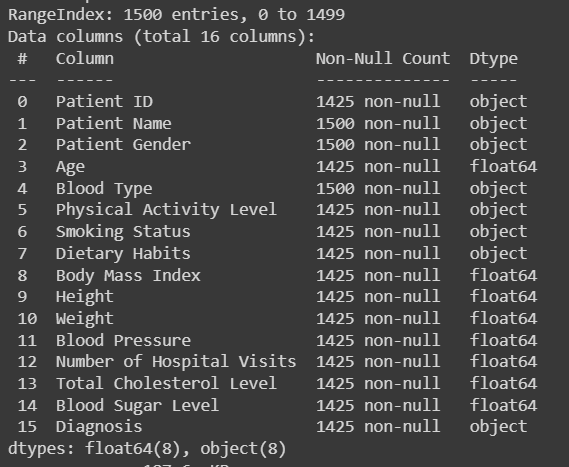 RangeIndex: 1500 entries, 0 to 1499
Data columns (total 16 columns):
 #   Column                     Non-Null Count  Dtype
---  ------                     --------------  -----
 0   Patient ID                 1425 non-null   object
 1   Patient Name               1500 non-null   object
 2   Patient Gender             1500 non-null   object
 3   Age                        1425 non-null   float64
 4   Blood Type                 1500 non-null   object
 5   Physical Activity Level    1425 non-null   object
 6   Smoking Status             1425 non-null   object
 7   Dietary Habits             1425 non-null   object
 8   Body Mass Index            1425 non-null   float64
 9   Height                     1425 non-null   float64
 10  Weight                     1425 non-null   float64
 11  Blood Pressure             1425 non-null   float64
 12  Number of Hospital Visits  1425 non-null   float64
 13  Total Cholesterol Level    1425 non-null   float64
 14  Blood Sugar Level          1425 non-null   float64
 15  Diagnosis                  1425 non-null   object
dtypes: float64(8), object(8)